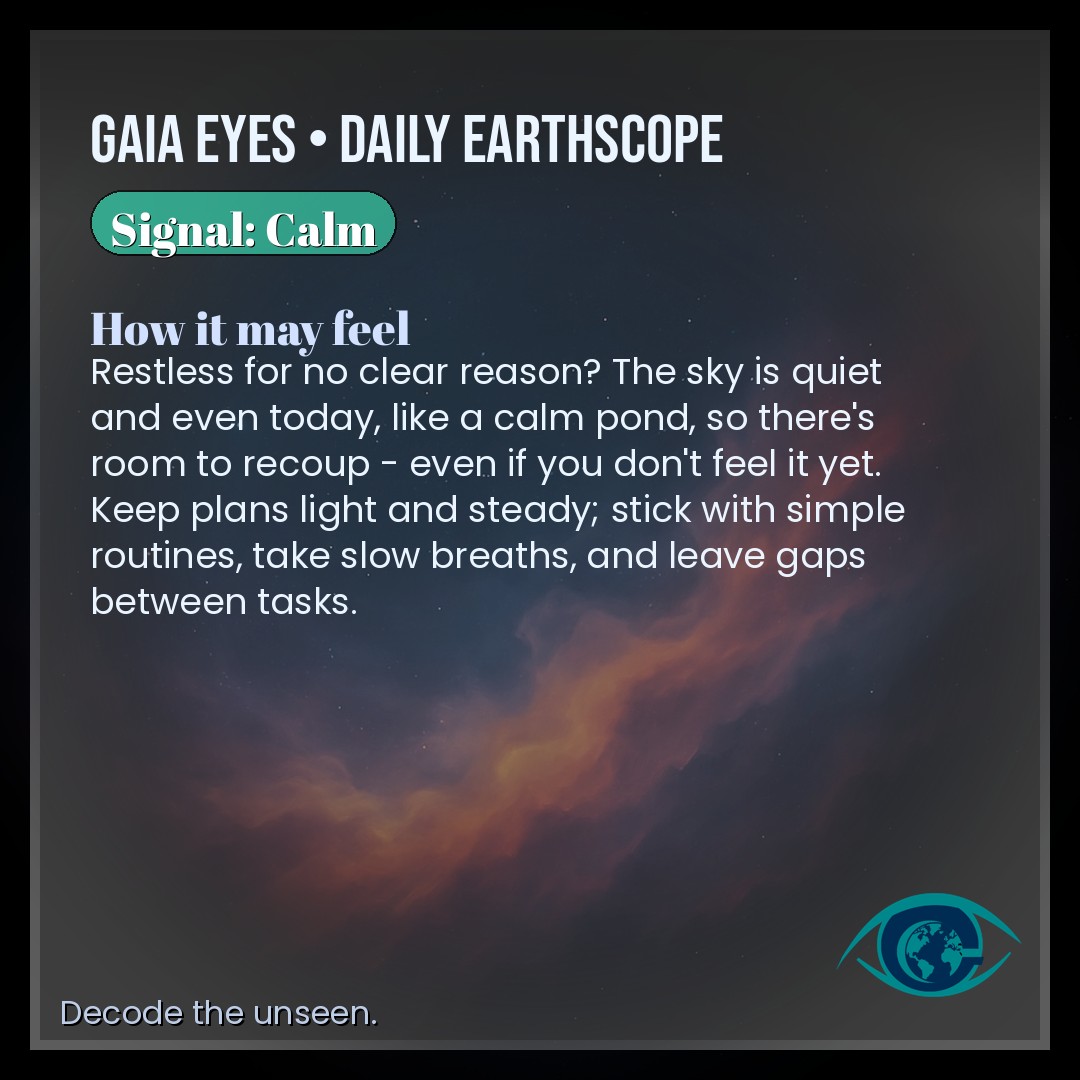 GAIA EYES • DAILY EARTHSCOPE
Signal: Calm
How it may feel
Restless for no clear reason? The sky is quiet
and even today, like a calm pond, so there's
room to recoup - even if you don't feel it yet.
Keep plans light and steady; stick with simple
routines, take slow breaths, and leave gaps
between tasks.
Decode the unseen.